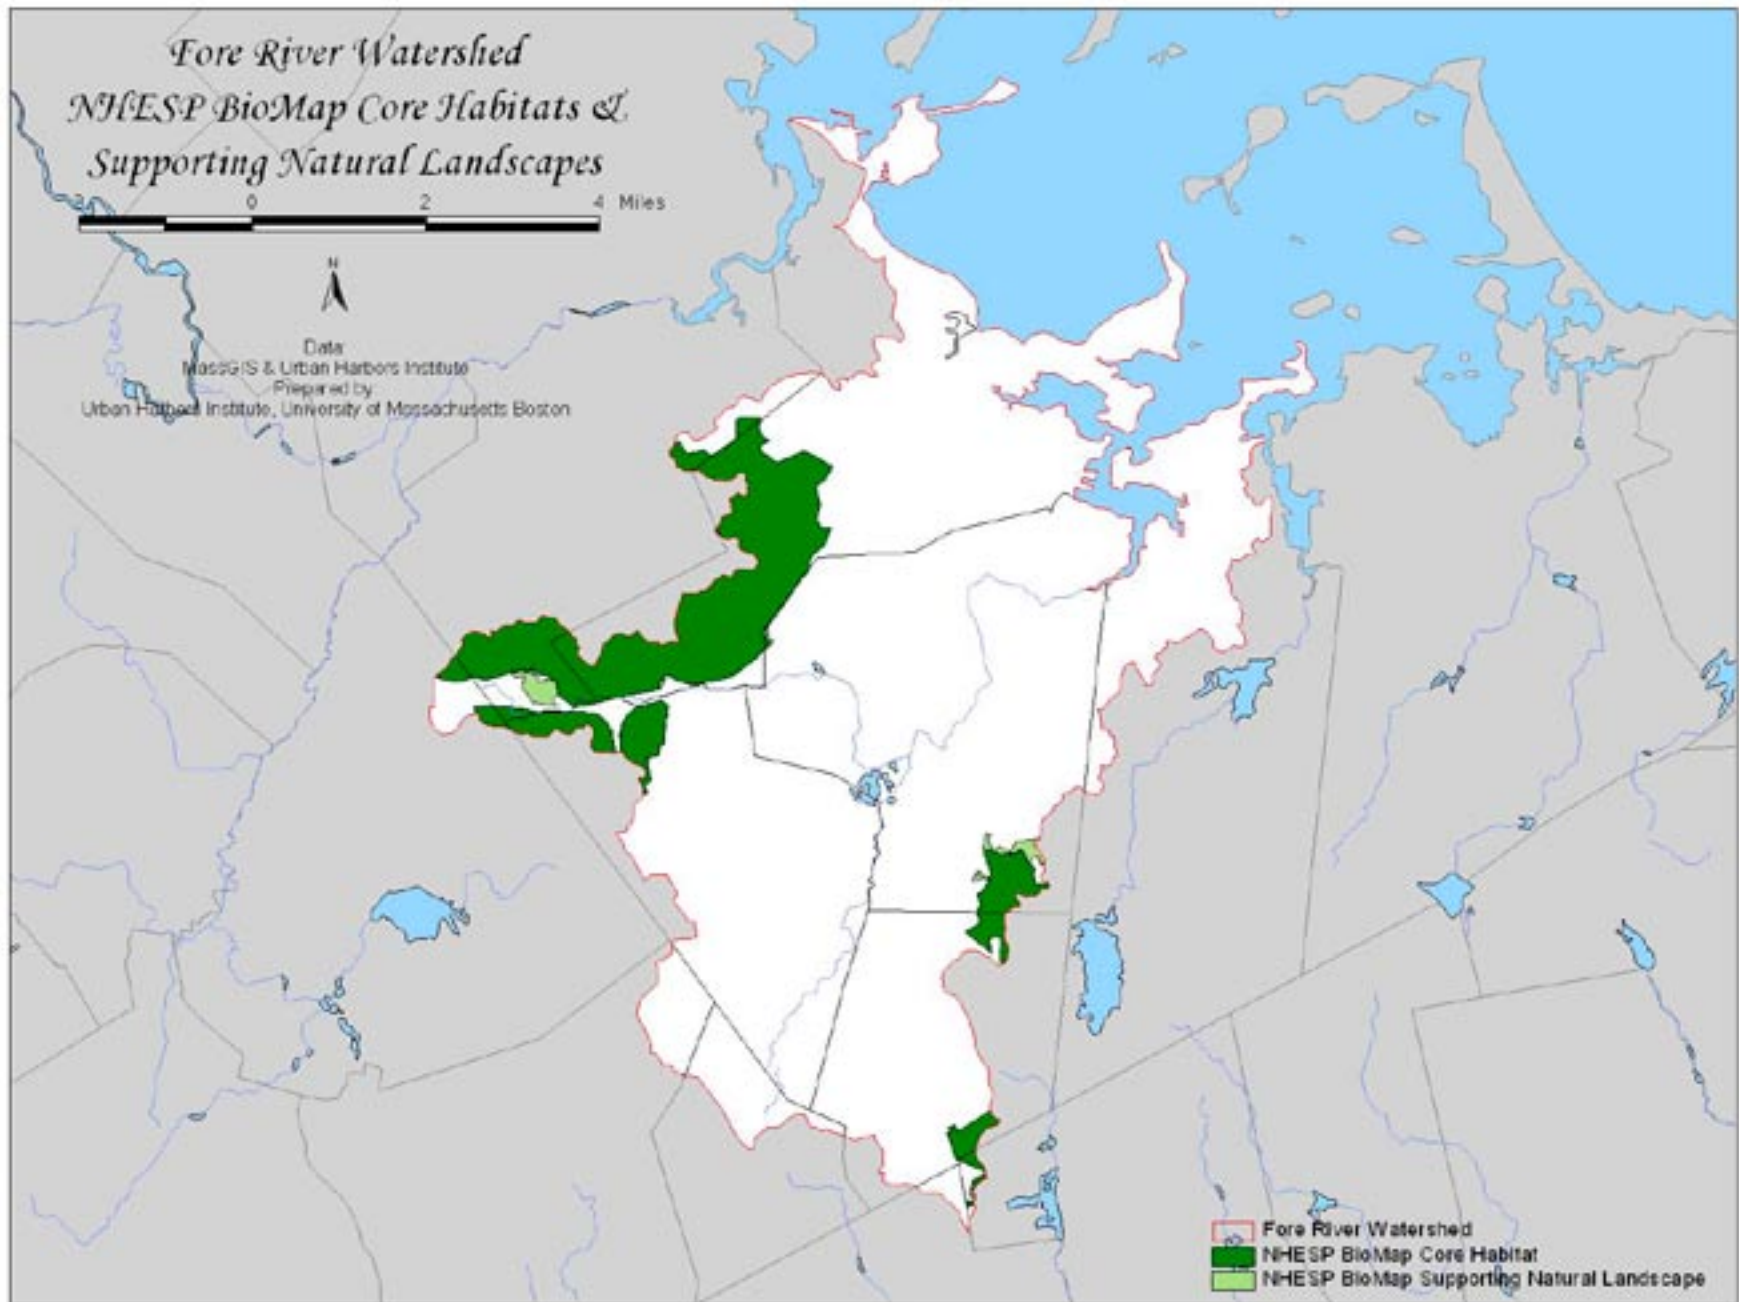 Fore River Watershed
NHESP BioMap Core Habitats &
Supporting Natural Landscapes
2 0 2 4 Miles
N
Data:
MassGIS & Urban Harbors Institute
Prepared by:
Urban Harbors Institute, University of Massachusetts Boston
Fore River Watershed
NHESP BioMap Core Habitat
NHESP BioMap Supporting Natural Landscape